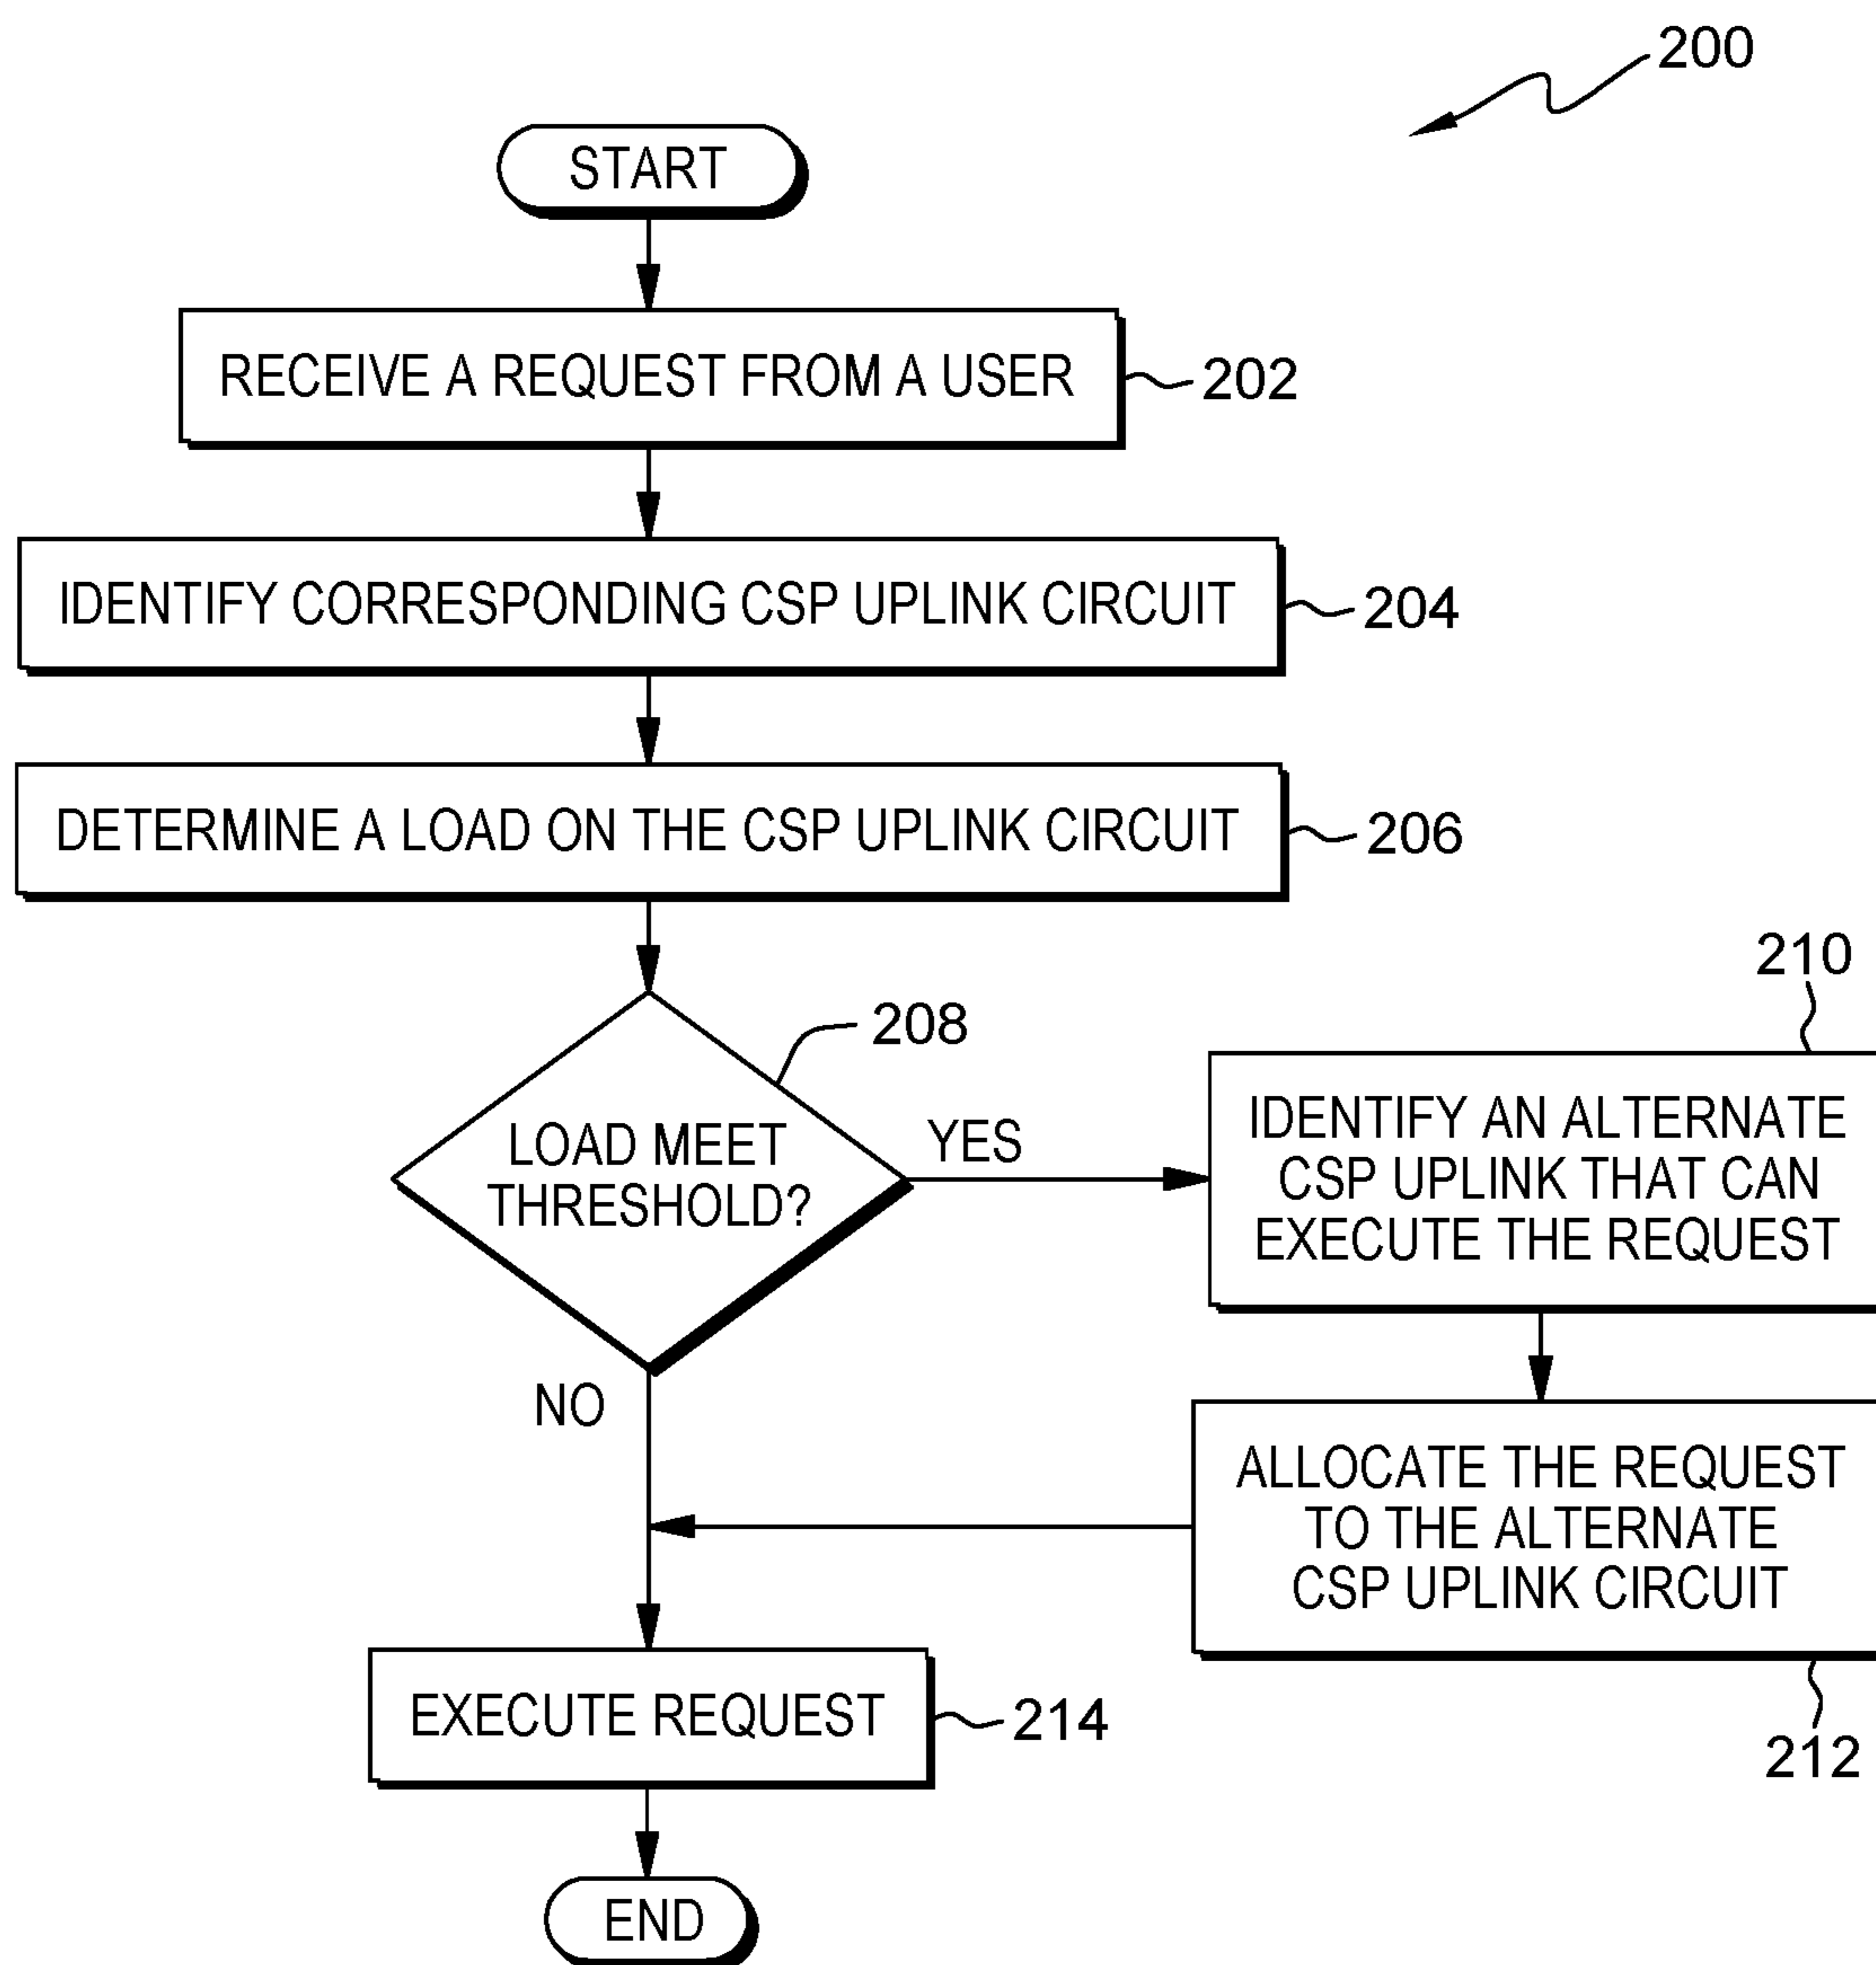 200
START
RECEIVE A REQUEST FROM A USER
202
IDENTIFY CORRESPONDING CSP UPLINK CIRCUIT
204
DETERMINE A LOAD ON THE CSP UPLINK CIRCUIT
206
208
LOAD MEET
THRESHOLD?
YES
NO
210
IDENTIFY AN ALTERNATE
CSP UPLINK THAT CAN
EXECUTE THE REQUEST
ALLOCATE THE REQUEST
TO THE ALTERNATE
CSP UPLINK CIRCUIT
212
EXECUTE REQUEST
214
END